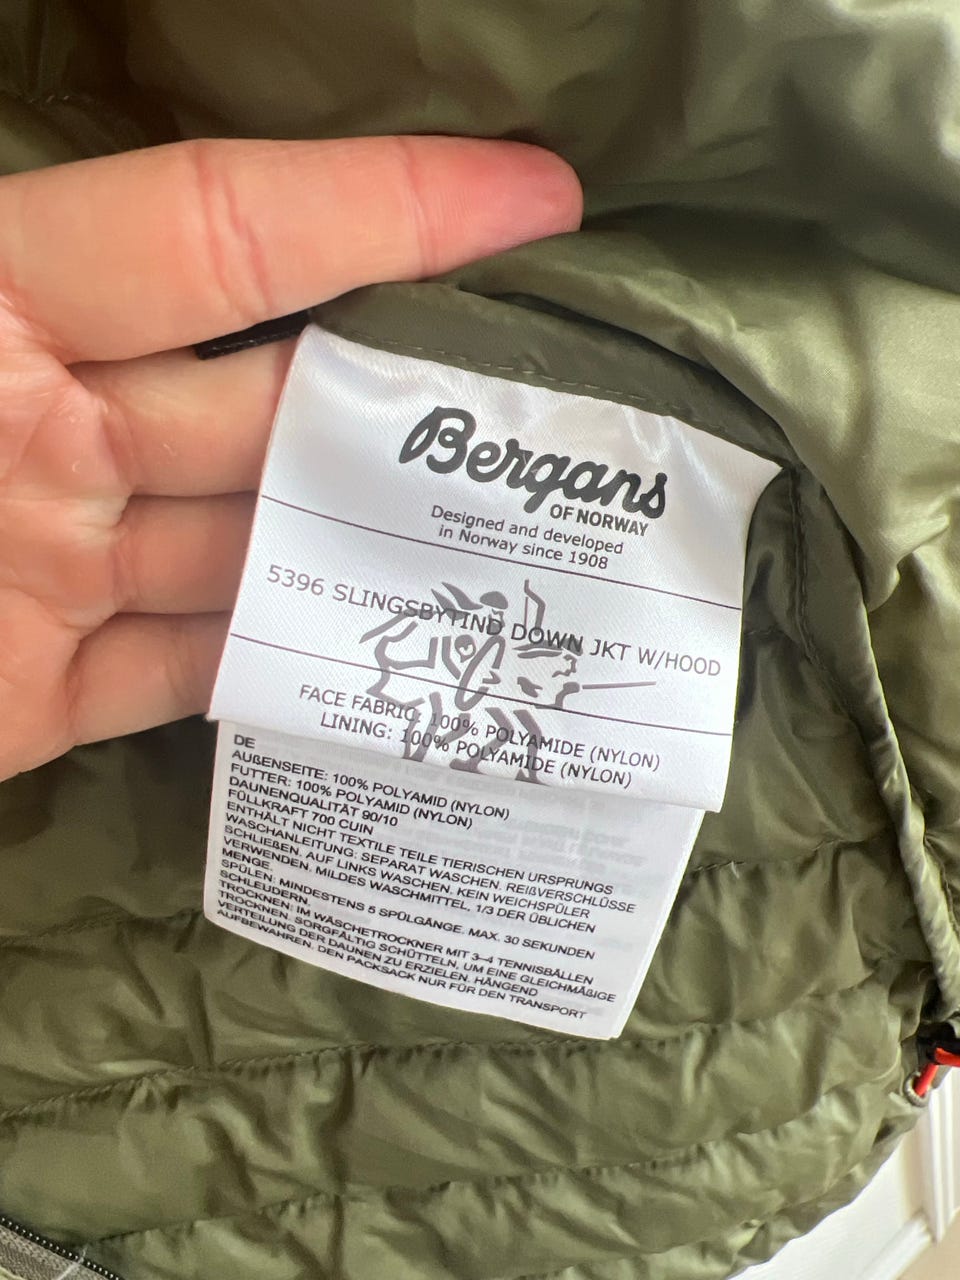 Bergans
OF NORWAY
Designed and developed
in Norway since 1908
5396 SLINGSBYTIND DOWN JKT W/HOOD
FACE FABRIC: 100% POLYAMIDE (NYLON)
LINING: 100% POLYAMIDE (NYLON)
DE
AUßENSEITE: 100% POLYAMID (NYLON)
FUTTER: 100% POLYAMID (NYLON)
DAUNENQUALITÄT 90/10
FÜLLKRAFT 700 CUIN
ENTHÄLT NICHT TEXTILE TEILE TIERISCHEN URSPRUNGS
WASCHANLEITUNG: SEPARAT WASCHEN. REIßVERSCHLÜSSE
SCHLIEßEN. AUF LINKS WASCHEN. KEIN WEICHSPÜLER
VERWENDEN. MILDES WASCHMITTEL, 1/3 DER ÜBLICHEN
MENGE.
SPÜLEN: MINDESTENS 5 SPÜLGÄNGE. MAX. 30 SEKUNDEN
SCHLEUDERN.
TROCKNEN: IM WÄSCHETROCKNER MIT 3–4 TENNISBÄLLEN
TROCKNEN. SORGFÄLTIG SCHÜTTELN, UM EINE GLEICHMÄßIGE
VERTEILUNG DER DAUNEN ZU ERZIELEN. HÄNGEND
AUFBEWAHREN. DEN PACKSACK NUR FÜR DEN TRANSPORT